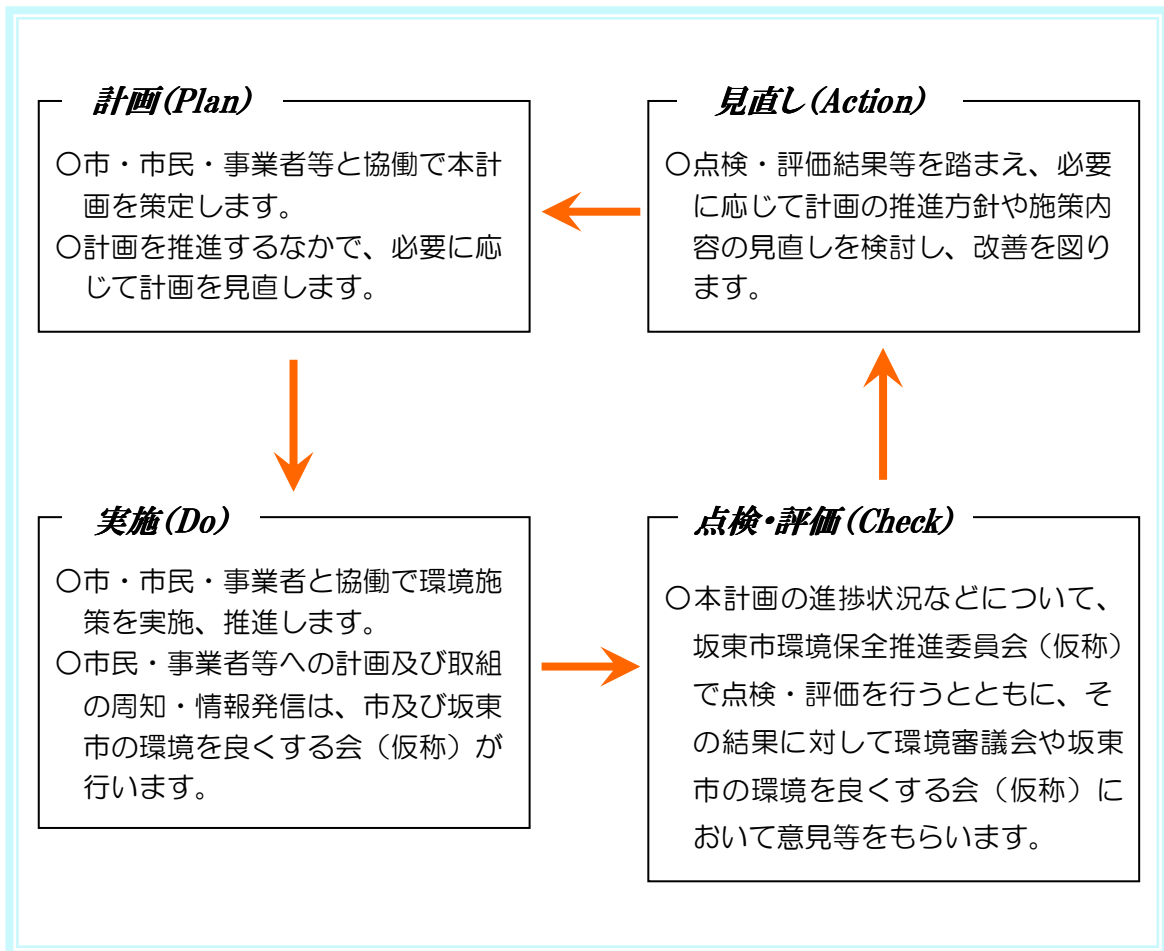 計画(Plan)
○市・市民・事業者等と協働で本計
画を策定します。
○計画を推進するなかで、必要に応
じて計画を見直します。
見直し(Action)
○点検・評価結果等を踏まえ、必要
に応じて計画の推進方針や施策内
容の見直しを検討し、改善を図り
ます。
実施(Do)
○市・市民・事業者と協働で環境施
策を実施、推進します。
○市民・事業者等への計画及び取組
の周知・情報発信は、市及び坂東
市の環境を良くする会（仮称）が
行います。
点検・評価(Check)
○本計画の進捗状況などについて、
坂東市環境保全推進委員会（仮称）
で点検・評価を行うとともに、そ
の結果に対して環境審議会や坂東
市の環境を良くする会（仮称）に
おいて意見等をもらいます。